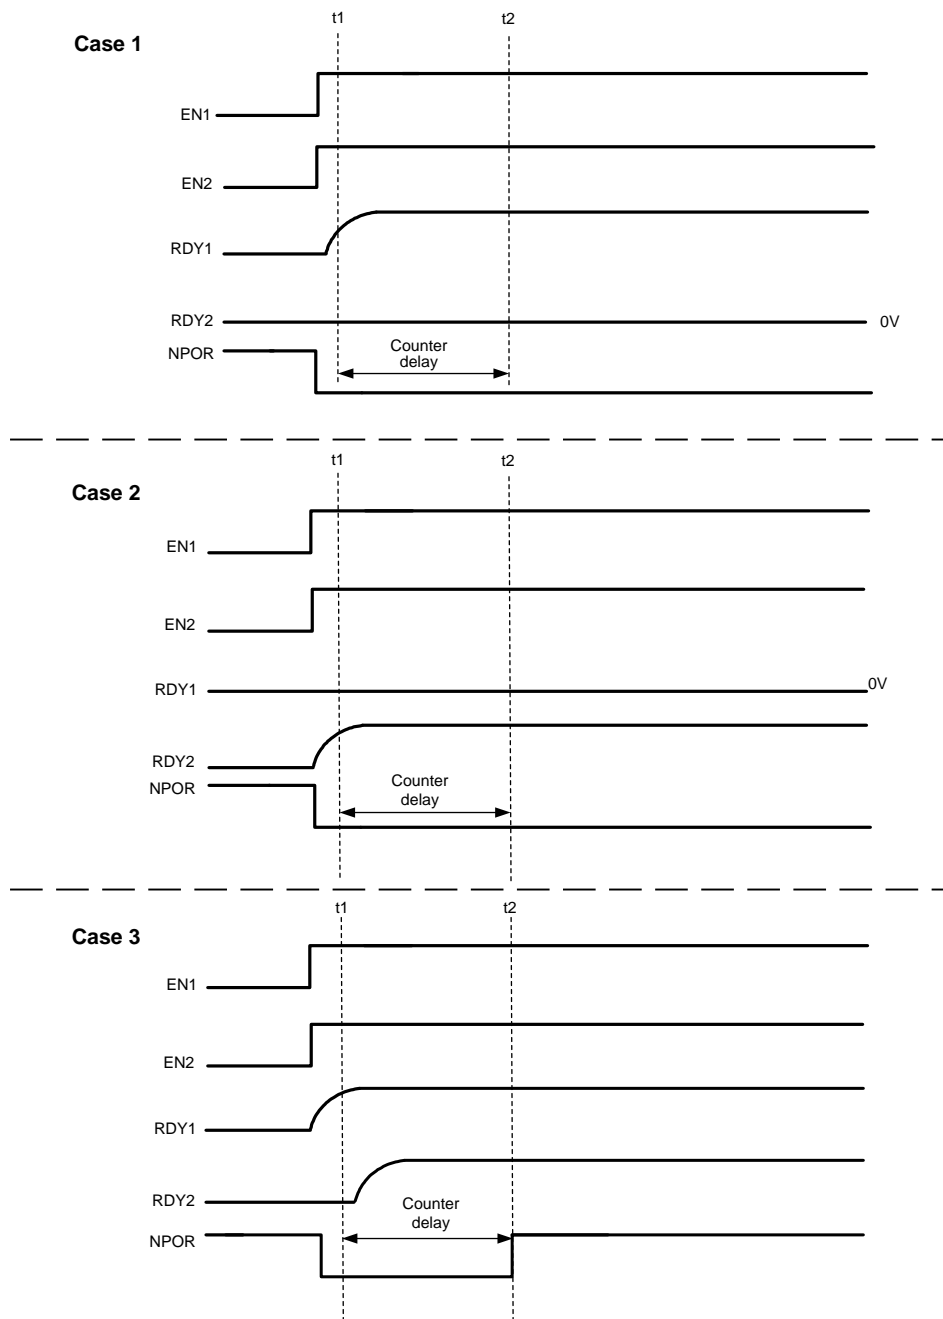 t1 t2
Case 1
EN1
EN2
RDY1
RDY2
0V
NPOR
Counter
delay
t1 t2
Case 2
EN1
EN2
RDY1
0V
RDY2
NPOR
Counter
delay
t1 t2
Case 3
EN1
EN2
RDY1
RDY2
NPOR
Counter
delay